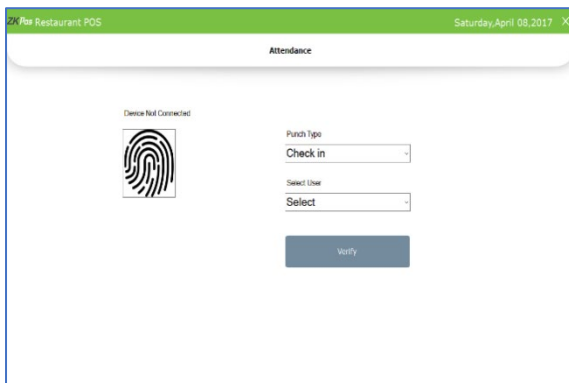 ZKPos Restaurant POS
Saturday,April 08,2017 X
Attendance
Device Not Connected
Punch Type
Check in
Select User
Select
Verify